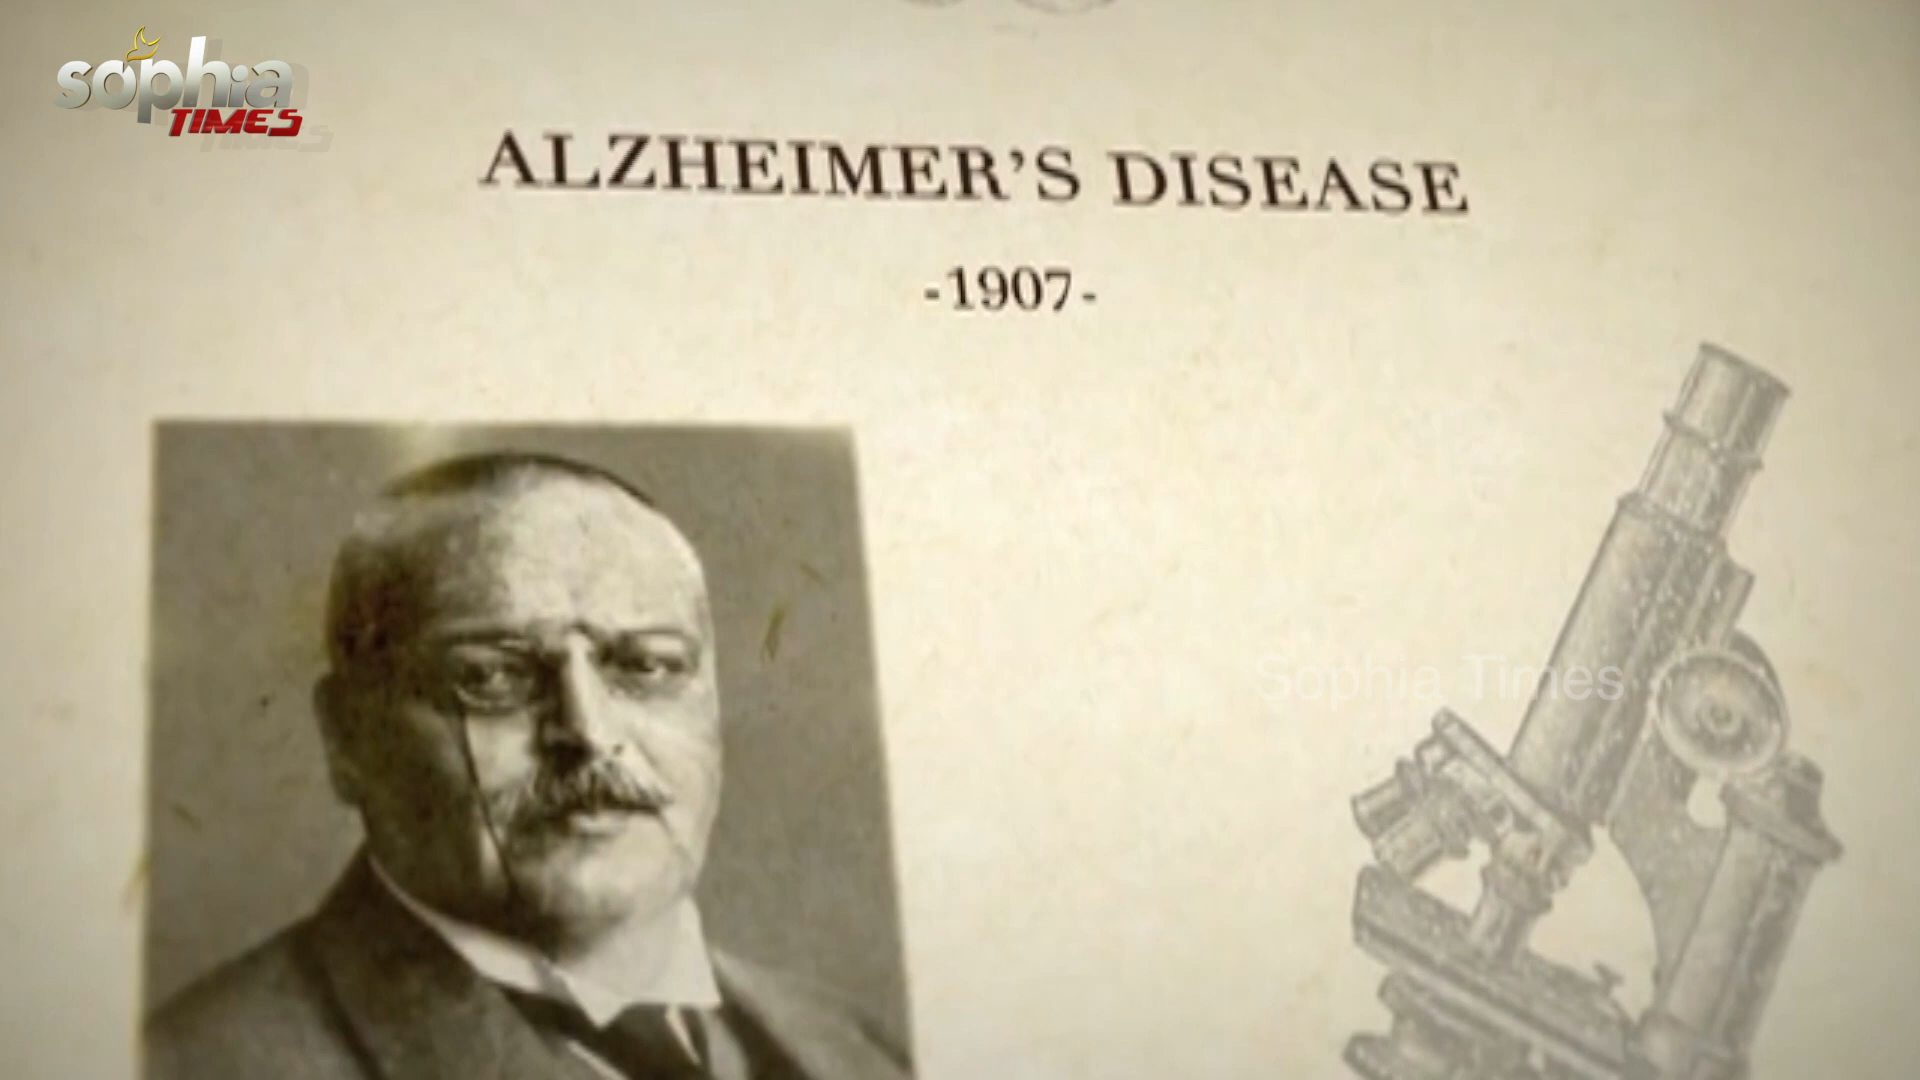 sophia
TIMES
ALZHEIMER'S DISEASE
-1907-
Sophia Times